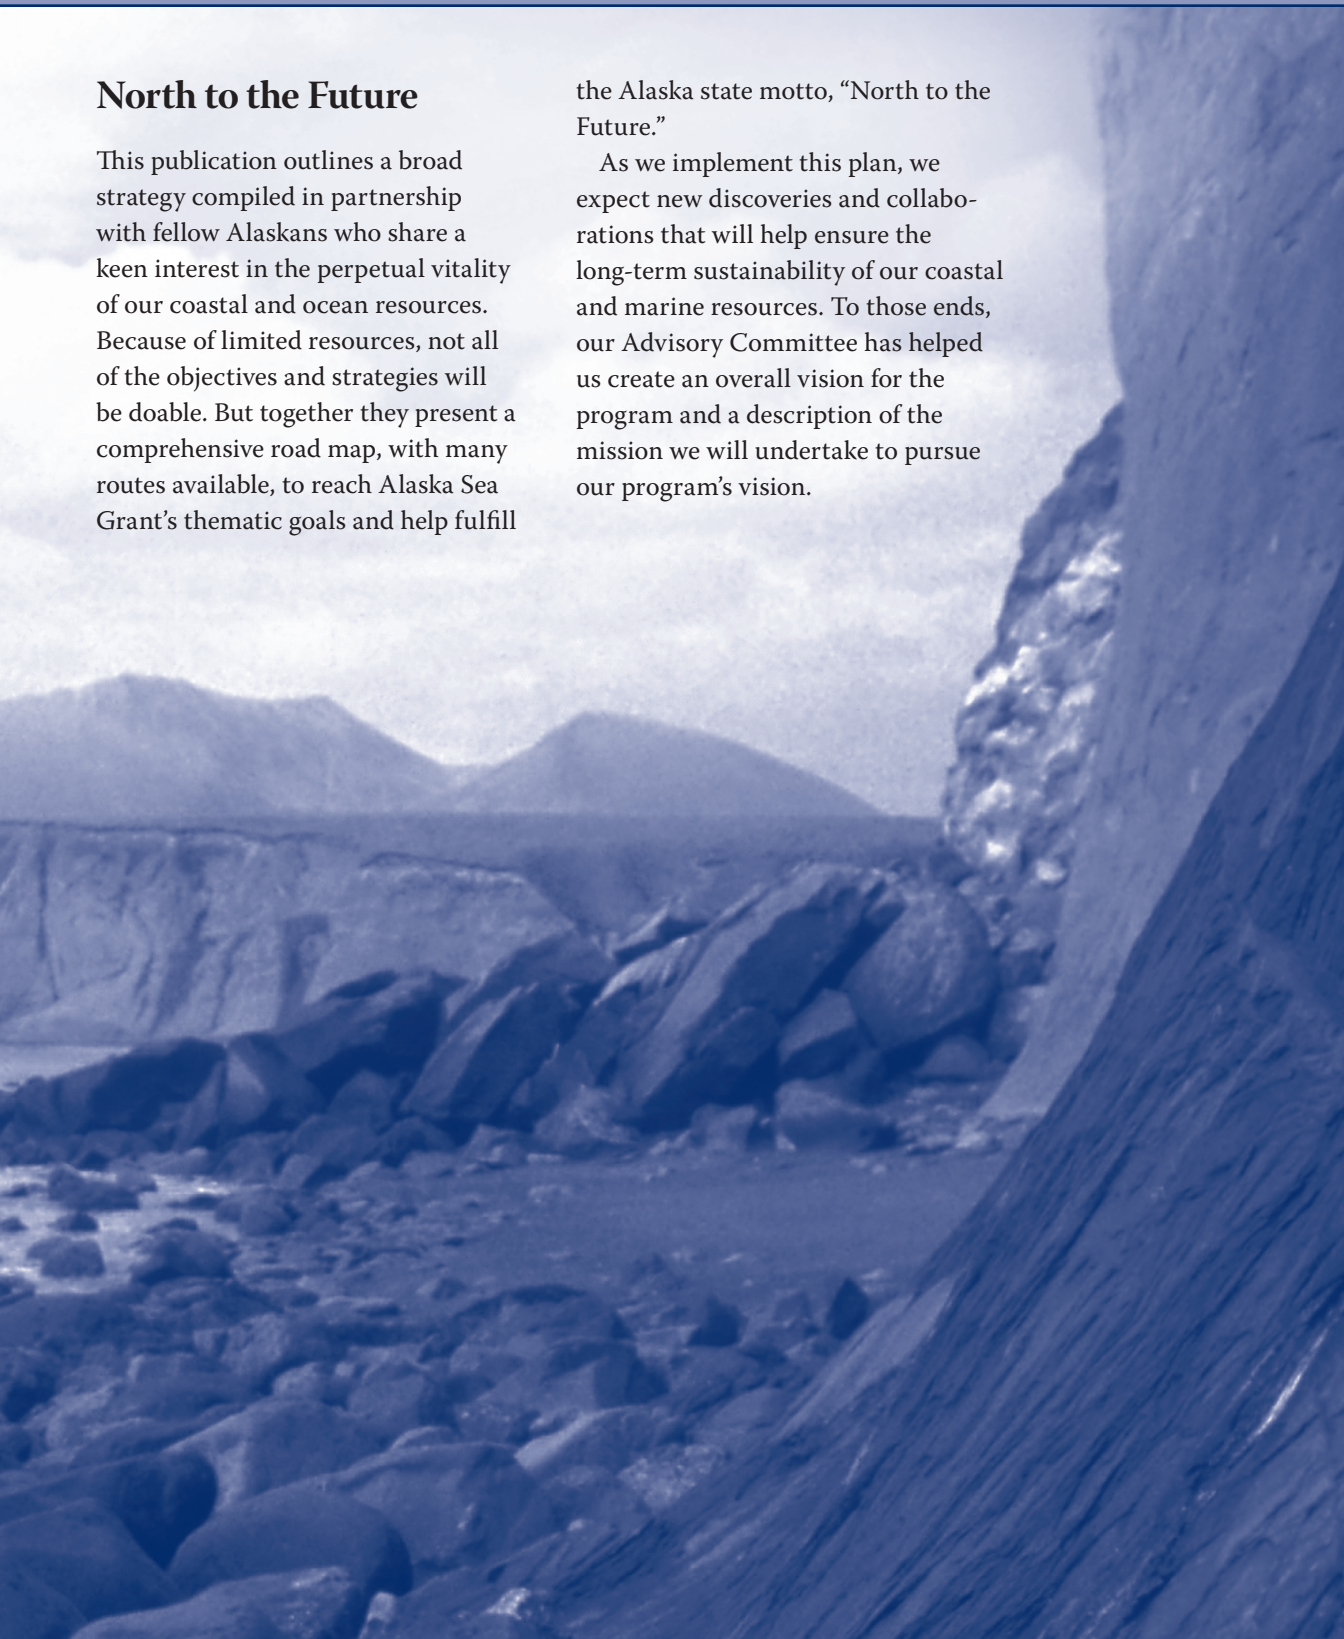 North to the Future
This publication outlines a broad
strategy compiled in partnership
with fellow Alaskans who share a
keen interest in the perpetual vitality
of our coastal and ocean resources.
Because of limited resources, not all
of the objectives and strategies will
be doable. But together they present a
comprehensive road map, with many
routes available, to reach Alaska Sea
Grant’s thematic goals and help fulfill
the Alaska state motto, “North to the
Future.”
As we implement this plan, we
expect new discoveries and collabo-
rations that will help ensure the
long-term sustainability of our coastal
and marine resources. To those ends,
our Advisory Committee has helped
us create an overall vision for the
program and a description of the
mission we will undertake to pursue
our program’s vision.